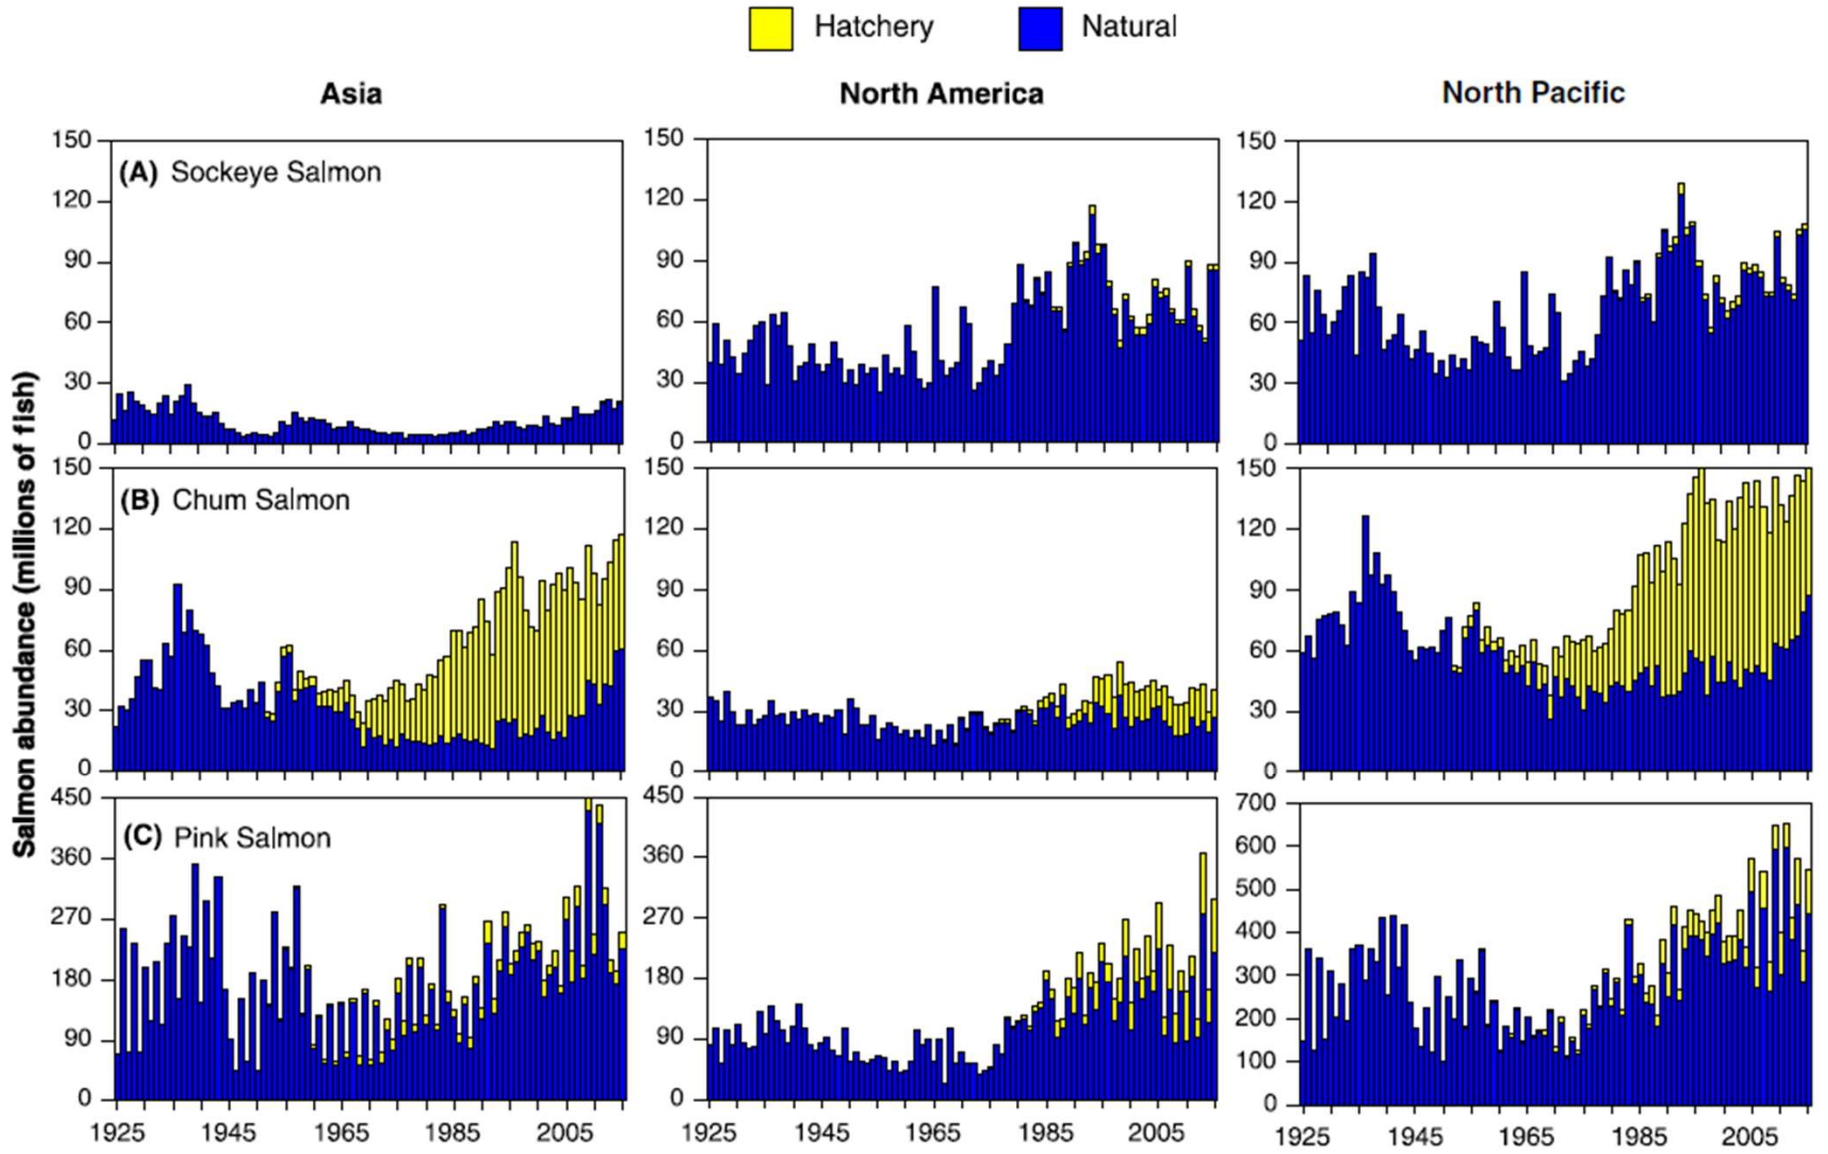 Hatchery Natural
Asia North America North Pacific
Salmon abundance (millions of fish)
150 150 150
(A) Sockeye Salmon
120 120 120
90 90 90
60 60 60
30 30 30
0 0 0
150 150 150
(B) Chum Salmon
120 120 120
90 90 90
60 60 60
30 30 30
0 0 0
450 450 700
(C) Pink Salmon
360 360 600
270 270 500
180 180 400
90 90 300
0 0 200
100
0
1925 1945 1965 1985 2005 1925 1945 1965 1985 2005 1925 1945 1965 1985 2005